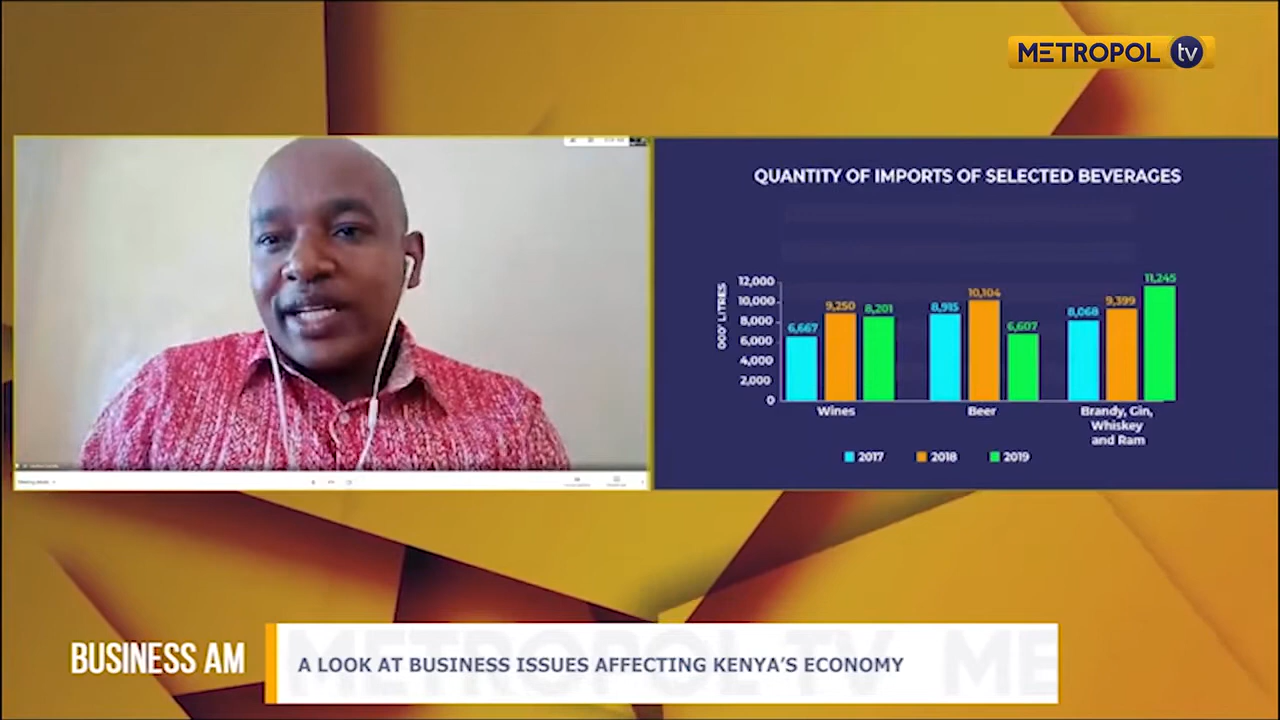 METROPOL tv
QUANTITY OF IMPORTS OF SELECTED BEVERAGES
000' LITRES
12,000
10,000
8,000
6,000
4,000
2,000
0
6,667
9,250
8,201
8,915
10,104
6,607
8,068
9,399
11,245
Wines
Beer
Brandy, Gin,
Whiskey
and Ram
2017
2018
2019
BUSINESS AM
METROPOL TV ME
A LOOK AT BUSINESS ISSUES AFFECTING KENYA'S ECONOMY